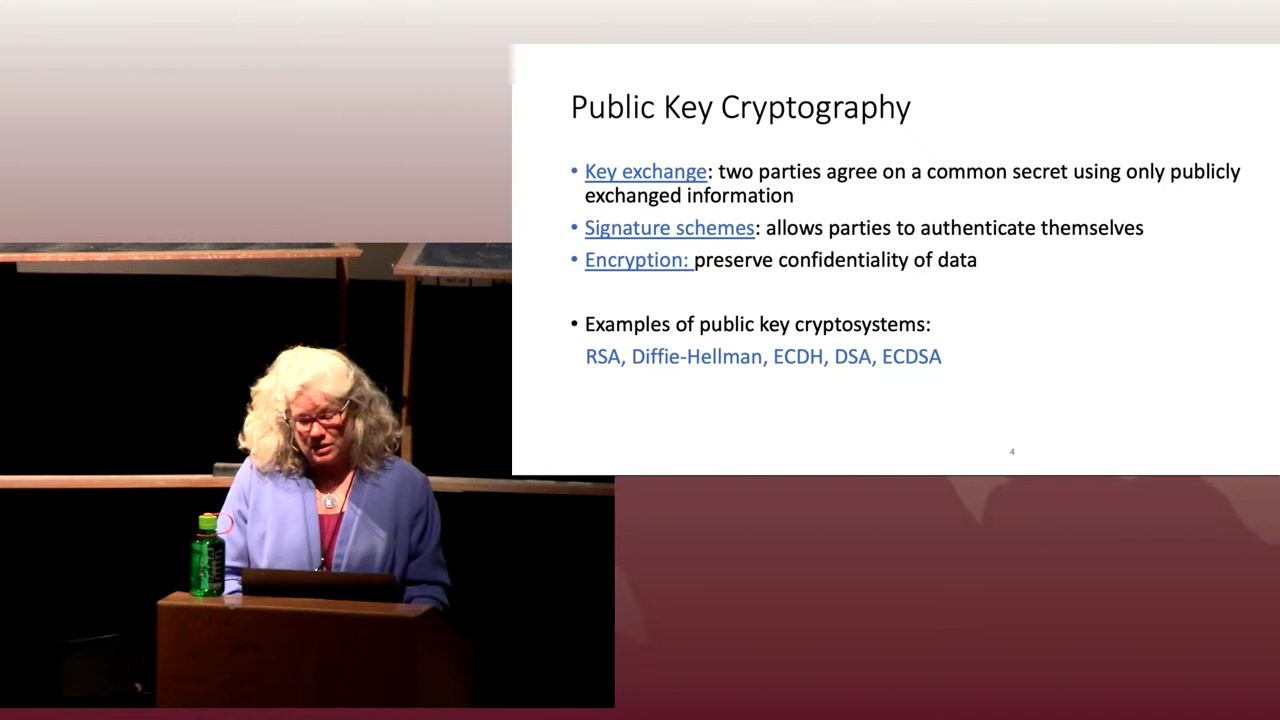 Public Key Cryptography
• Key exchange: two parties agree on a common secret using only publicly
exchanged information
• Signature schemes: allows parties to authenticate themselves
• Encryption: preserve confidentiality of data
• Examples of public key cryptosystems:
RSA, Diffie-Hellman, ECDH, DSA, ECDSA
4